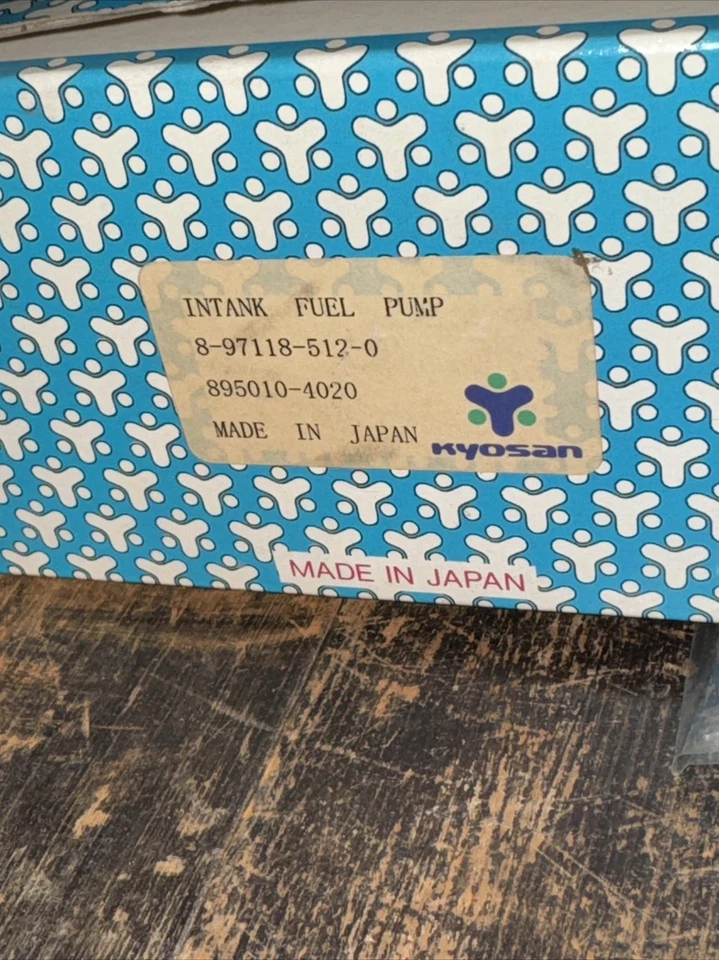 INTANK FUEL PUMP
8-97118-512-0
895010-4020
MADE IN JAPAN
KYOSAN
MADE IN JAPAN